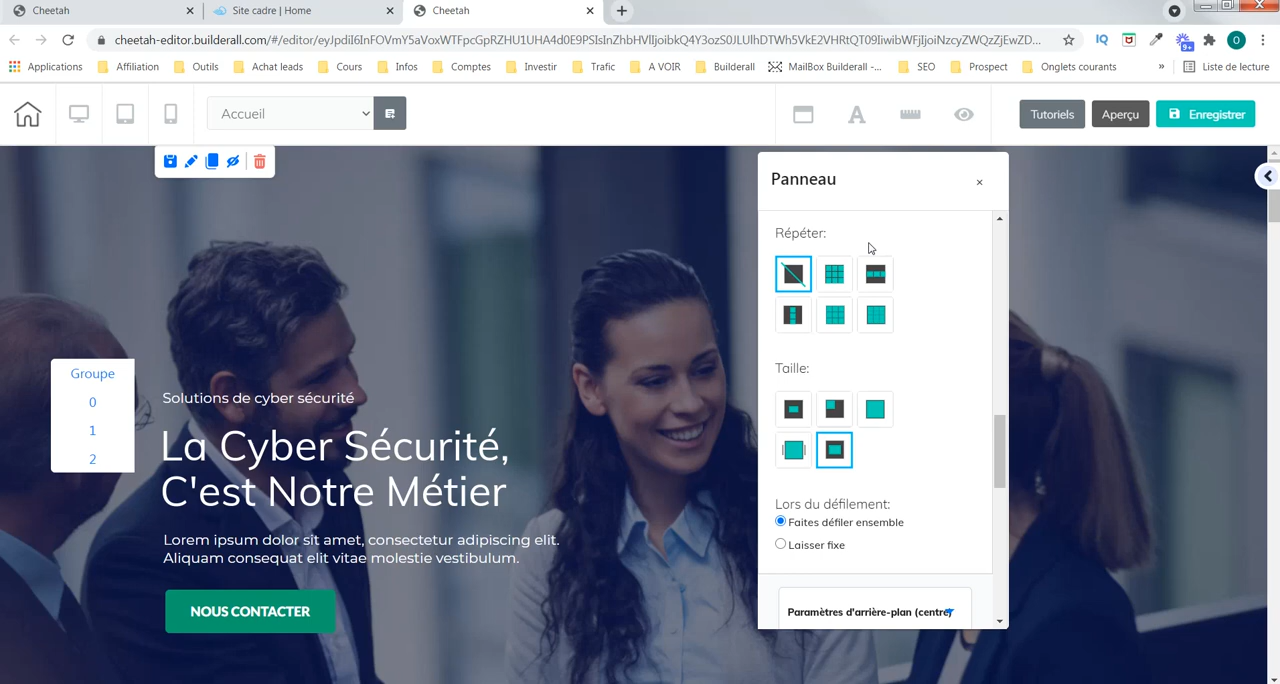 Cheetah
Site cadre | Home
Cheetah
cheetah-editor.builderall.com/#/editor/eyJpdiI6InFOVmY5aVoxWTFpcGpRZHU1UHA4d0E9PSIsInZhbHVlIjoibkQ4Y3ozS0JLUlhDTWh5VkE2VHRtQT09IiwibWFjIjoiNzcyZWQzZjEwZD...
IQ
9+
O
Applications
Affiliation
Outils
Achat leads
Cours
Infos
Comptes
Investir
Trafic
A VOIR
Builderall
MailBox Builderall -...
SEO
Prospect
Onglets courants
»
Liste de lecture
Accueil
A
Tutoriels
Aperçu
Enregistrer
Panneau
×
Répéter:
Taille:
Lors du défilement:
Faites défiler ensemble
Laisser fixe
Paramètres d'arrière-plan (centre)
Groupe
0
1
2
Solutions de cyber sécurité
La Cyber Sécurité,
C'est Notre Métier
Lorem ipsum dolor sit amet, consectetur adipiscing elit.
Aliquam consequat elit vitae molestie vestibulum.
NOUS CONTACTER